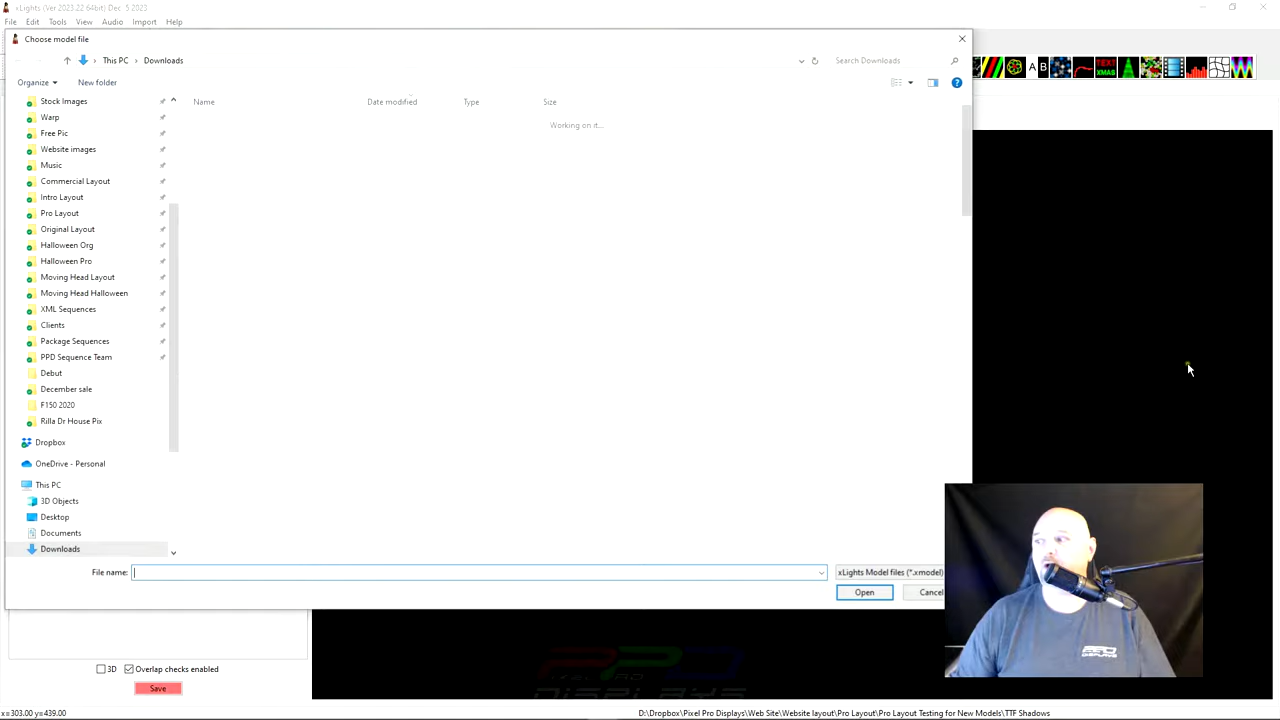 xLights (Ver 2023.22 64bit) Dec 5 2023
File Edit Tools View Audio Import Help
Choose model file
This PC › Downloads
Search Downloads
Organize New folder
Stock Images
Warp
Free Pic
Website images
Music
Commercial Layout
Intro Layout
Pro Layout
Original Layout
Halloween Org
Halloween Pro
Moving Head Layout
Moving Head Halloween
XML Sequences
Clients
Package Sequences
PPD Sequence Team
Debut
December sale
F150 2020
Rilla Dr House Pix
Dropbox
OneDrive - Personal
This PC
3D Objects
Desktop
Documents
Downloads
Name Date modified Type Size
Working on it...
File name:
xLights Model files (*.xmodel)
Open Cancel
A B
TEXT
XMAS
3D Overlap checks enabled
Save
PPD
DISPLAYS
x=303.00 y=439.00
D:\Dropbox\Pixel Pro Displays\Web Site\Website layout\Pro Layout\Pro Layout Testing for New Models\TTF Shadows